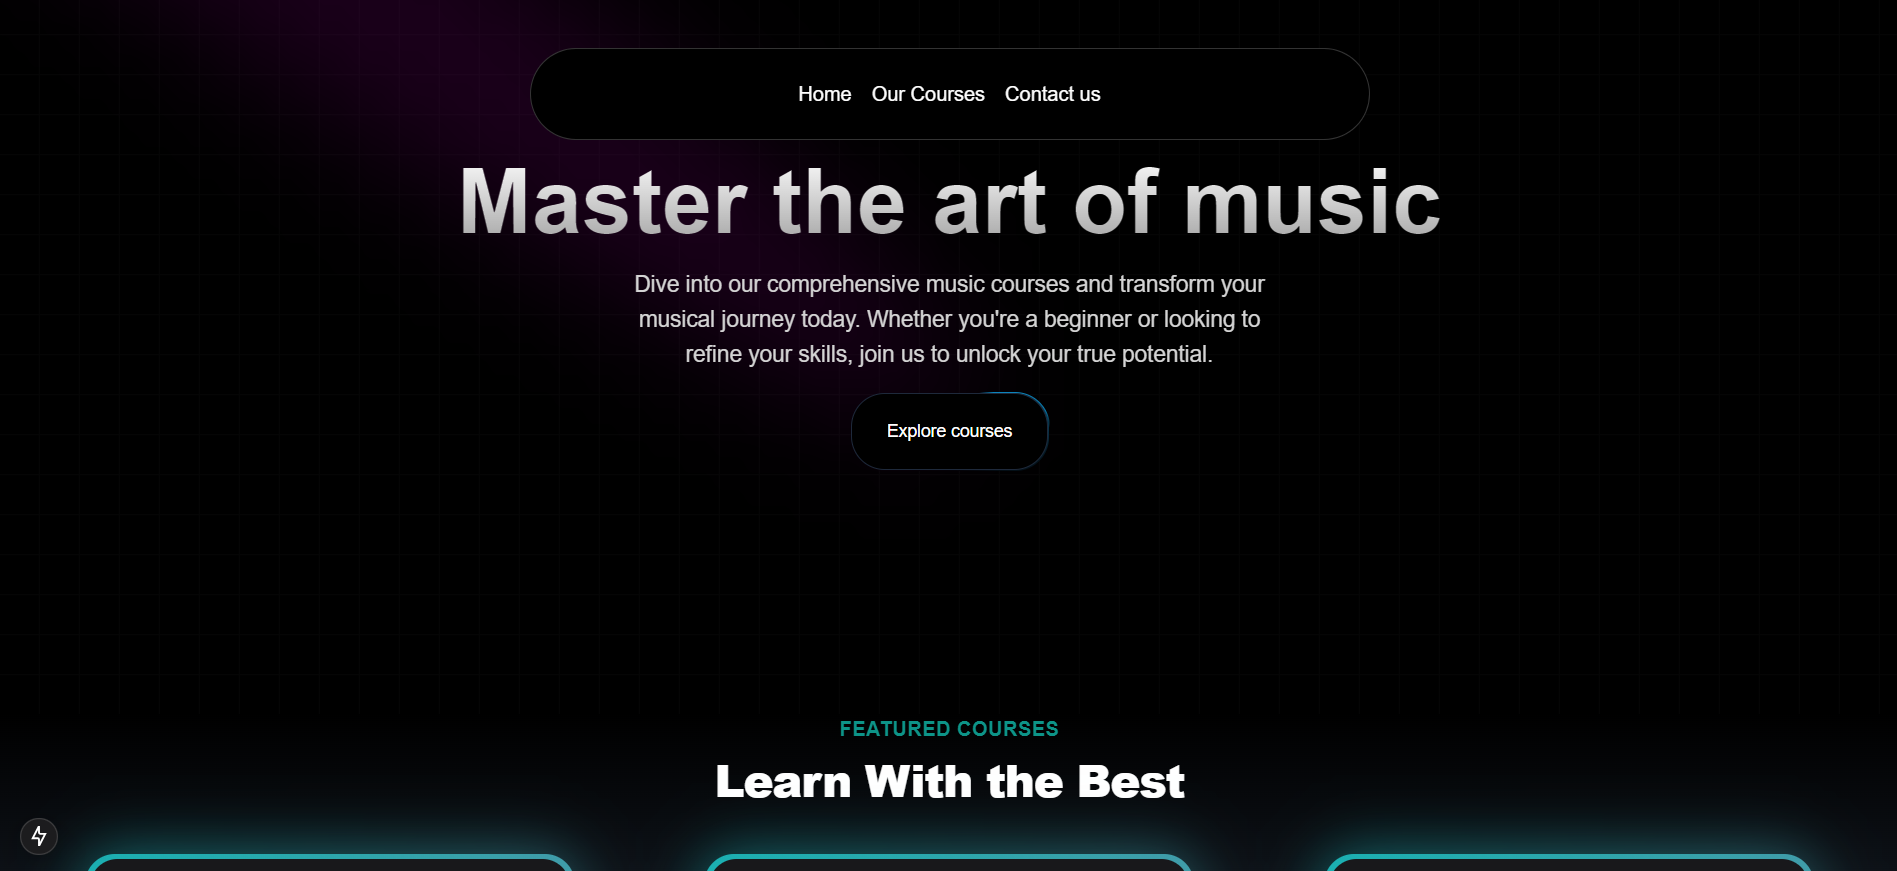 Home Our Courses Contact us
Master the art of music
Dive into our comprehensive music courses and transform your
musical journey today. Whether you're a beginner or looking to
refine your skills, join us to unlock your true potential.
Explore courses
FEATURED COURSES
Learn With the Best